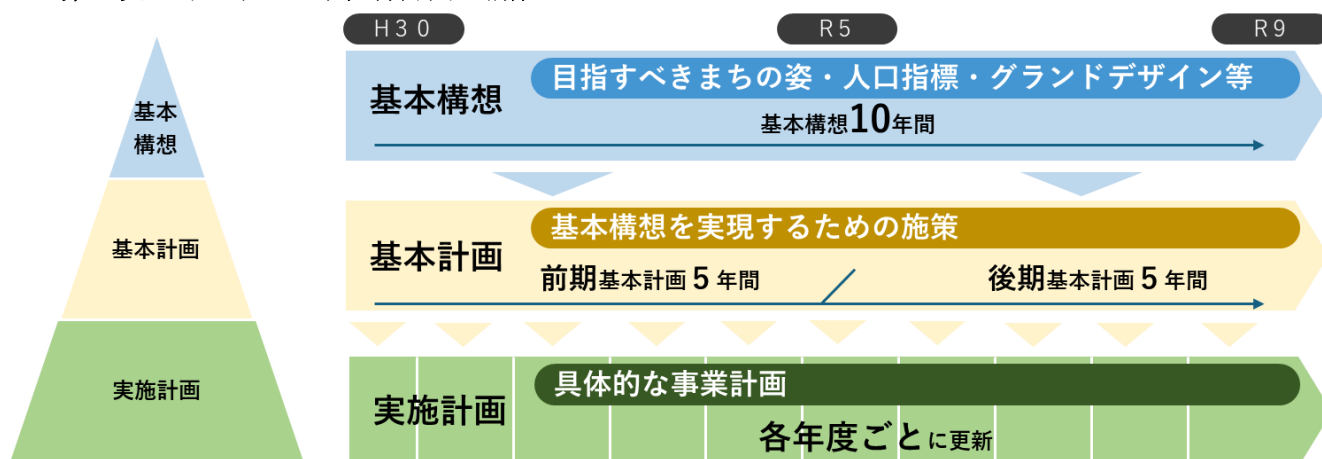 H30
R5
R9
基本
構想
基本計画
実施計画
基本構想
目指すべきまちの姿・人口指標・グランドデザイン等
基本構想10年間
基本計画
基本構想を実現するための施策
前期基本計画5年間
後期基本計画5年間
実施計画
具体的な事業計画
各年度ごとに更新